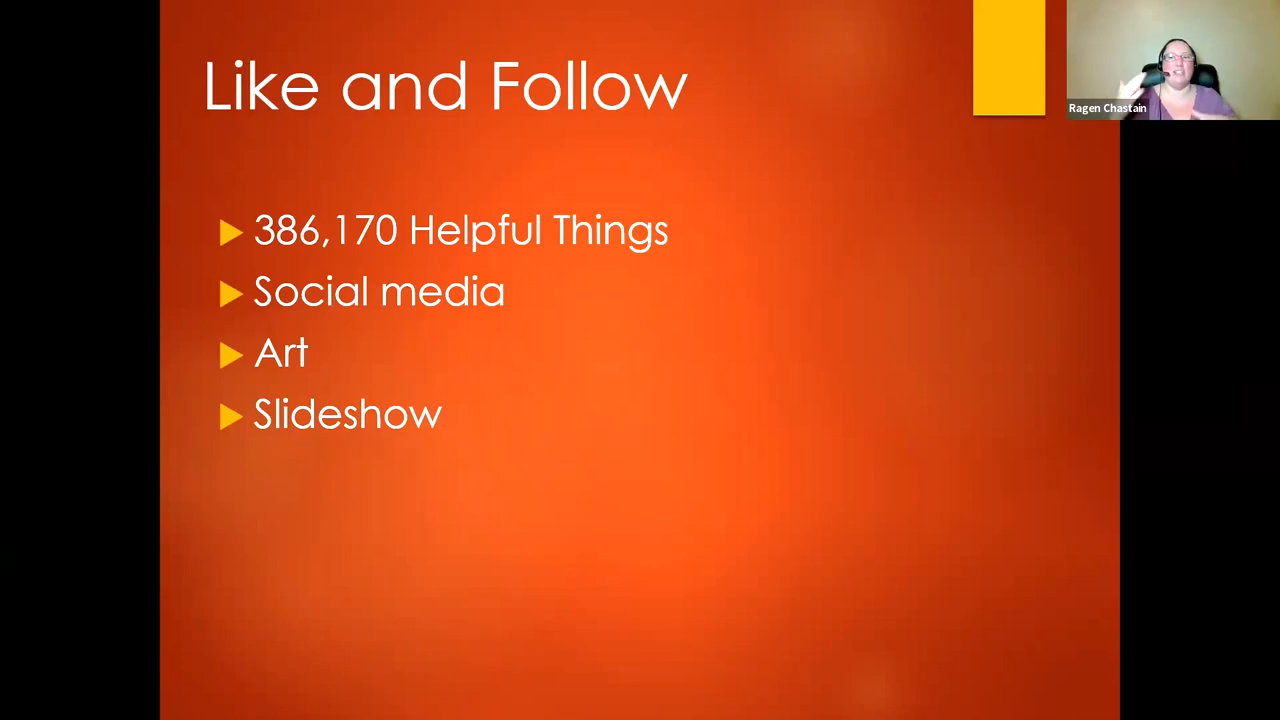 Like and Follow
Ragen Chastain
386,170 Helpful Things
Social media
Art
Slideshow